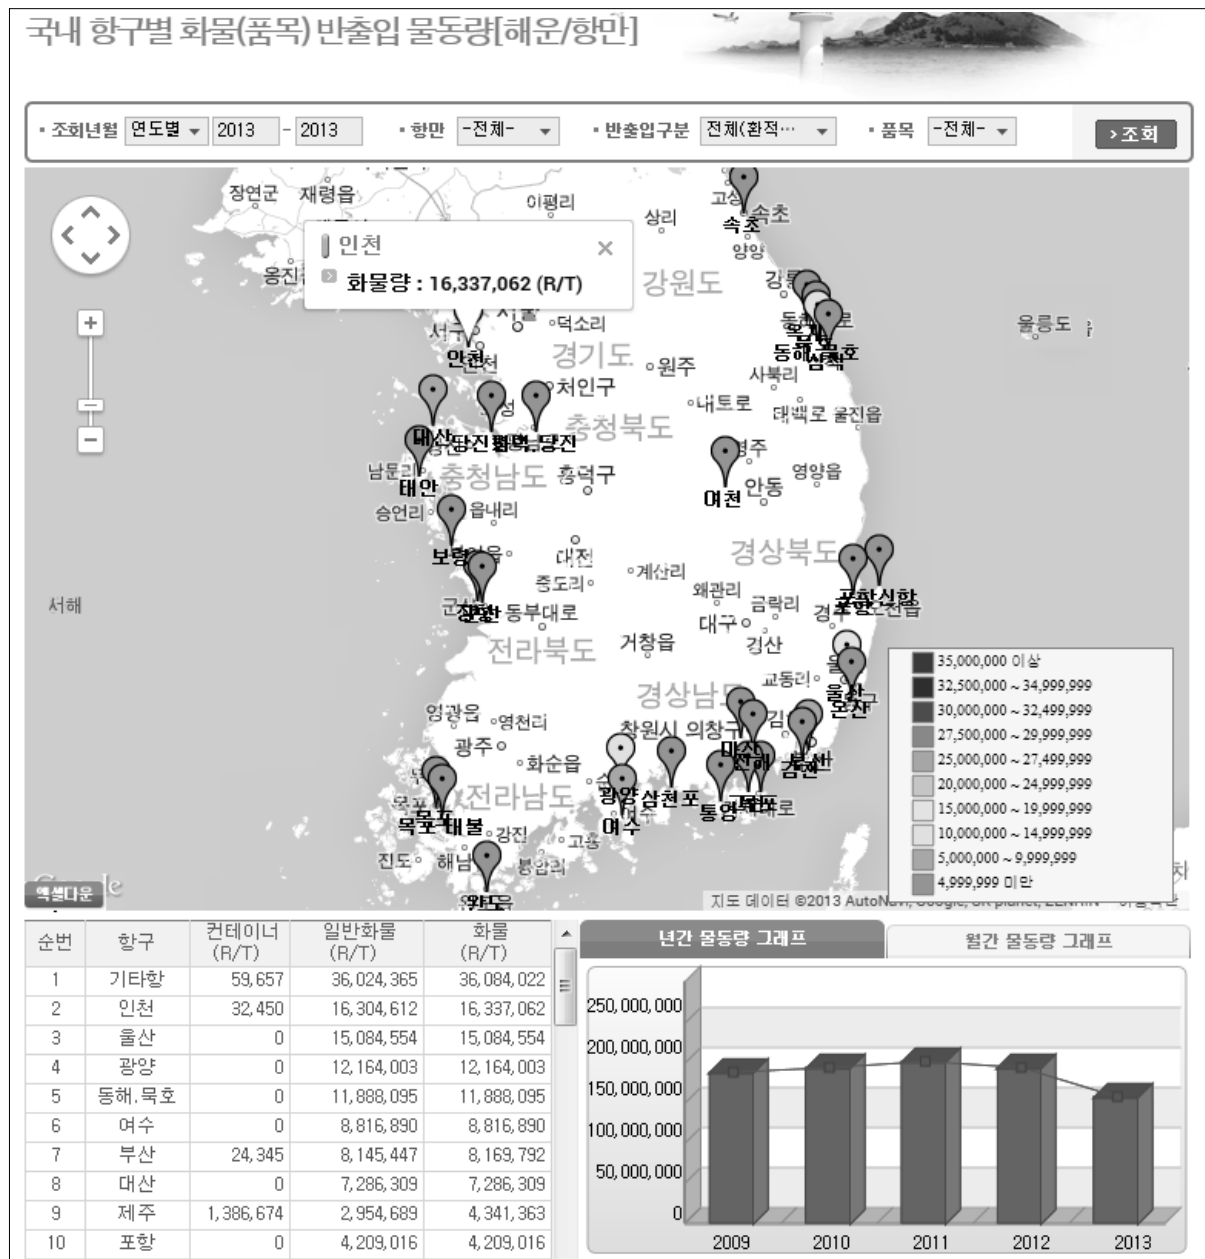 국내 항구별 화물(품목) 반출입 물동량[해운/항만]
▪ 조회년월 연도별 2013 - 2013 ▪ 항만 -전체- ▪ 반출입구분 전체(환적… ▪ 품목 -전체- > 조회
장연군 재령읍 이평리 고성
상리 속초
속초
양양
인천 ×
화물량 : 16,337,062 (R/T)
강원도
옹진
울릉도
서구 덕소리
인천
경기도
원주
사북리
처인구
내트로 태백로 울진읍
충청북도
대산 당진 평택.당진
남문리 충청남도 흥덕구 영주 영양읍
태안 여천 안동
승언리 읍내리
보령 대전 경상북도
중도리 계산리 왜관리
서해
동부대로 대구 금락리 경주 포항신항
전라북도 거창읍 경산
교동리 울산
온산
경상남도
영광읍 영천리 창원시 의창구
광주 마산
화순읍 진해
전라남도 광양 삼천포 통영
목포 대불 여수
강진 고흥
진도 해남 봉암리
완도
35,000,000 이상
32,500,000 ~ 34,999,999
30,000,000 ~ 32,499,999
27,500,000 ~ 29,999,999
25,000,000 ~ 27,499,999
20,000,000 ~ 24,999,999
15,000,000 ~ 19,999,999
10,000,000 ~ 14,999,999
5,000,000 ~ 9,999,999
4,999,999 미만
엑셀다운
지도 데이터 ©2013 AutoNavi, Google, SK planet, ZENRIN
순번 항구 컨테이너 (R/T) 일반화물 (R/T) 화물 (R/T)
1 기타항 59,657 36,024,365 36,084,022
2 인천 32,450 16,304,612 16,337,062
3 울산 0 15,084,554 15,084,554
4 광양 0 12,164,003 12,164,003
5 동해.묵호 0 11,888,095 11,888,095
6 여수 0 8,816,890 8,816,890
7 부산 24,345 8,145,447 8,169,792
8 대산 0 7,286,309 7,286,309
9 제주 1,386,674 2,954,689 4,341,363
10 포항 0 4,209,016 4,209,016
년간 물동량 그래프 월간 물동량 그래프
250,000,000
200,000,000
150,000,000
100,000,000
50,000,000
0
2009 2010 2011 2012 2013